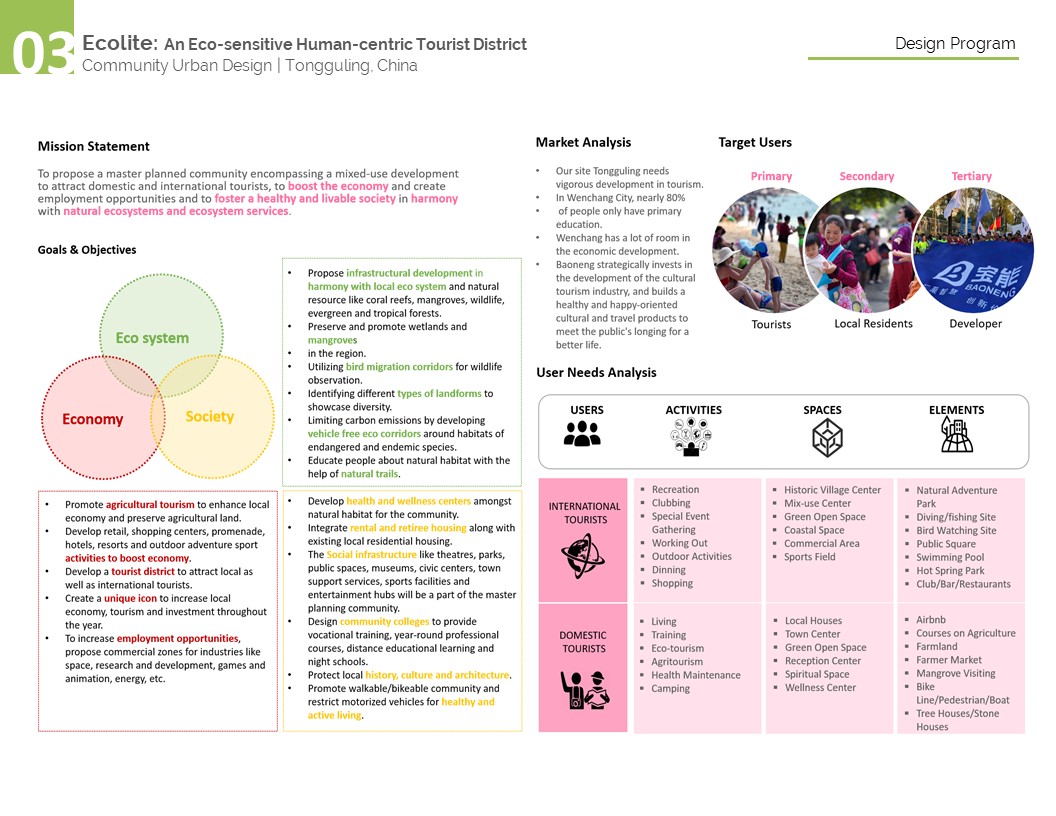 03
Ecolite: An Eco-sensitive Human-centric Tourist District
Community Urban Design | Tongguling, China
Design Program
Mission Statement
To propose a master planned community encompassing a mixed-use development
to attract domestic and international tourists, to boost the economy and create
employment opportunities and to foster a healthy and livable society in harmony
with natural ecosystems and ecosystem services.
Goals & Objectives
Eco system
Economy
Society
• Propose infrastructural development in
harmony with local eco system and natural
resource like coral reefs, mangroves, wildlife,
evergreen and tropical forests.
• Preserve and promote wetlands and
mangroves
• in the region.
• Utilizing bird migration corridors for wildlife
observation.
• Identifying different types of landforms to
showcase diversity.
• Limiting carbon emissions by developing
vehicle free eco corridors around habitats of
endangered and endemic species.
• Educate people about natural habitat with the
help of natural trails.
• Promote agricultural tourism to enhance local
economy and preserve agricultural land.
• Develop retail, shopping centers, promenade,
hotels, resorts and outdoor adventure sport
activities to boost economy.
• Develop a tourist district to attract local as
well as international tourists.
• Create a unique icon to increase local
economy, tourism and investment throughout
the year.
• To increase employment opportunities,
propose commercial zones for industries like
space, research and development, games and
animation, energy, etc.
• Develop health and wellness centers amongst
natural habitat for the community.
• Integrate rental and retiree housing along with
existing local residential housing.
• The Social infrastructure like theatres, parks,
public spaces, museums, civic centers, town
support services, sports facilities and
entertainment hubs will be a part of the master
planning community.
• Design community colleges to provide
vocational training, year-round professional
courses, distance educational learning and
night schools.
• Protect local history, culture and architecture.
• Promote walkable/bikeable community and
restrict motorized vehicles for healthy and
active living.
Market Analysis
• Our site Tongguling needs
vigorous development in tourism.
• In Wenchang City, nearly 80%
• of people only have primary
education.
• Wenchang has a lot of room in
the economic development.
• Baoneng strategically invests in
the development of the cultural
tourism industry, and builds a
healthy and happy-oriented
cultural and travel products to
meet the public's longing for a
better life.
Target Users
Primary
Secondary
Tertiary
宝能
BAONENG
Tourists
Local Residents
Developer
User Needs Analysis
USERS
ACTIVITIES
SPACES
ELEMENTS
INTERNATIONAL
TOURISTS
▪ Recreation
▪ Clubbing
▪ Special Event
Gathering
▪ Working Out
▪ Outdoor Activities
▪ Dinning
▪ Shopping
▪ Historic Village Center
▪ Mix-use Center
▪ Green Open Space
▪ Coastal Space
▪ Commercial Area
▪ Sports Field
▪ Natural Adventure
Park
▪ Diving/fishing Site
▪ Bird Watching Site
▪ Public Square
▪ Swimming Pool
▪ Hot Spring Park
▪ Club/Bar/Restaurants
DOMESTIC
TOURISTS
▪ Living
▪ Training
▪ Eco-tourism
▪ Agritourism
▪ Health Maintenance
▪ Camping
▪ Local Houses
▪ Town Center
▪ Green Open Space
▪ Reception Center
▪ Spiritual Space
▪ Wellness Center
▪ Airbnb
▪ Courses on Agriculture
▪ Farmland
▪ Farmer Market
▪ Mangrove Visiting
▪ Bike
Line/Pedestrian/Boat
▪ Tree Houses/Stone
Houses